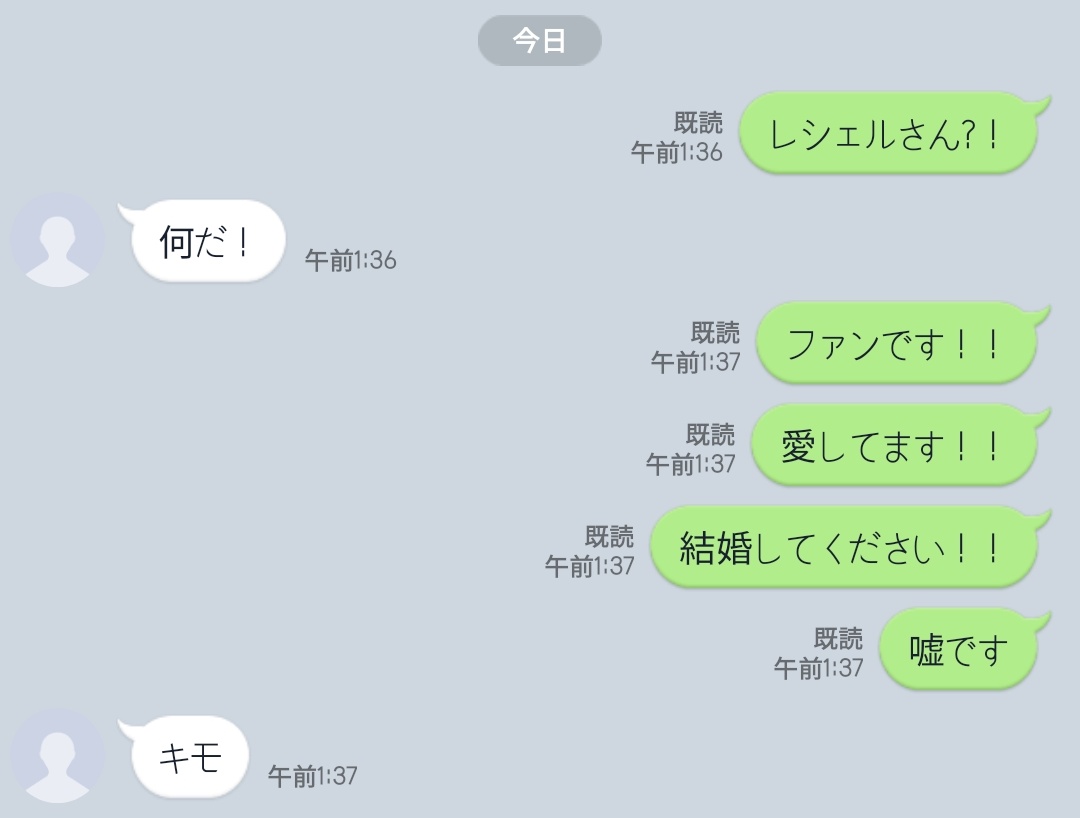 今日
既読
午前1:36
レシェルさん?！
何だ！
午前1:36
既読
午前1:37
ファンです！！
既読
午前1:37
愛してます！！
既読
午前1:37
結婚してください！！
既読
午前1:37
嘘です
キモ
午前1:37